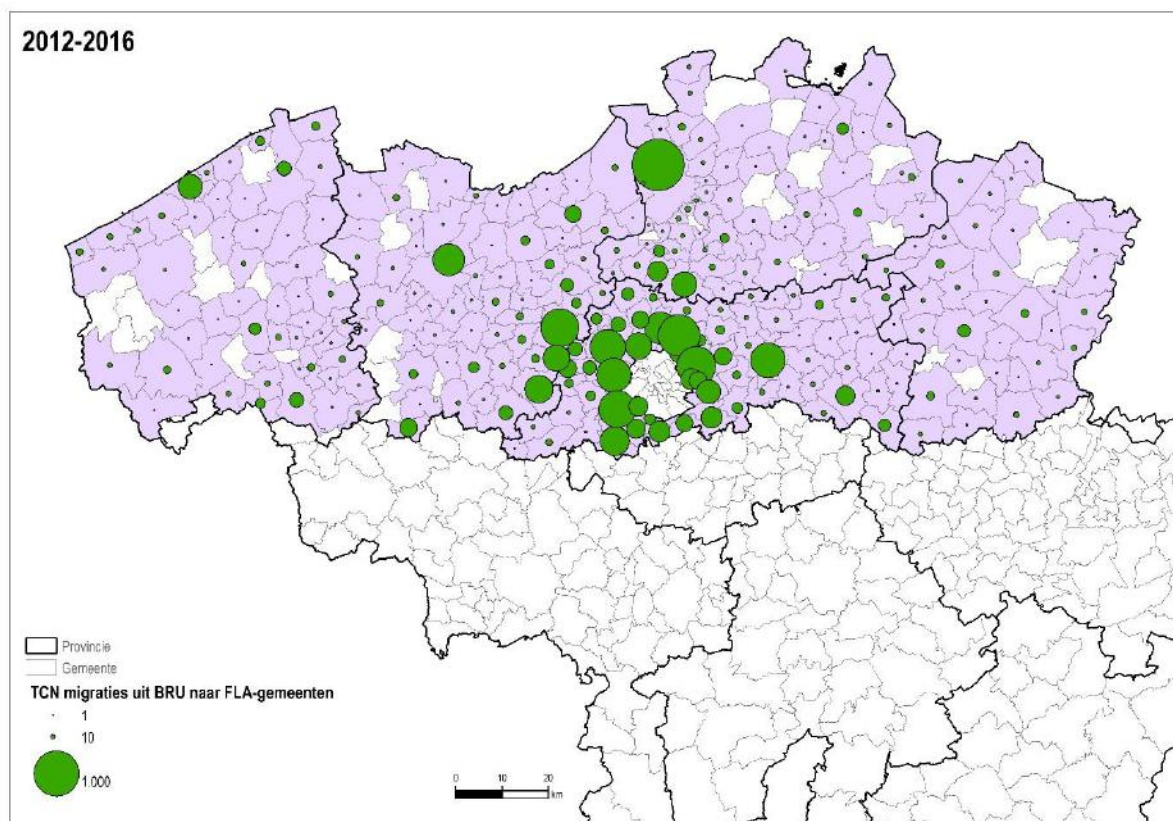 2012-2016
Provincie
Gemeente
TCN migraties uit BRU naar FLA-gemeenten
1
10
1.000
0 10 20
km